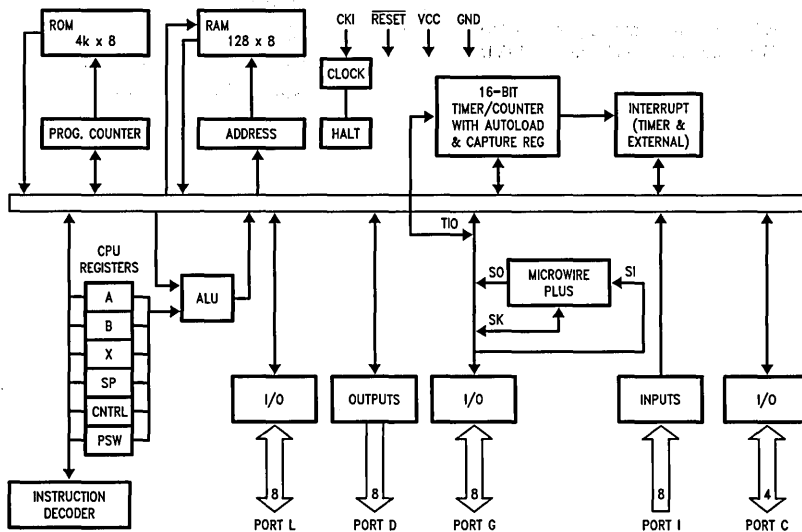 ROM
4k x 8
RAM
128 x 8
CKI
RESET
VCC
GND
CLOCK
HALT
PROG. COUNTER
ADDRESS
16-BIT
TIMER/COUNTER
WITH AUTOLOAD
& CAPTURE REG
INTERRUPT
(TIMER &
EXTERNAL)
TIO
CPU
REGISTERS
A
B
X
SP
CNTRL
PSW
ALU
SO
MICROWIRE
PLUS
SI
SK
I/O
OUTPUTS
I/O
INPUTS
I/O
INSTRUCTION
DECODER
8
8
8
8
4
PORT L
PORT D
PORT G
PORT I
PORT C